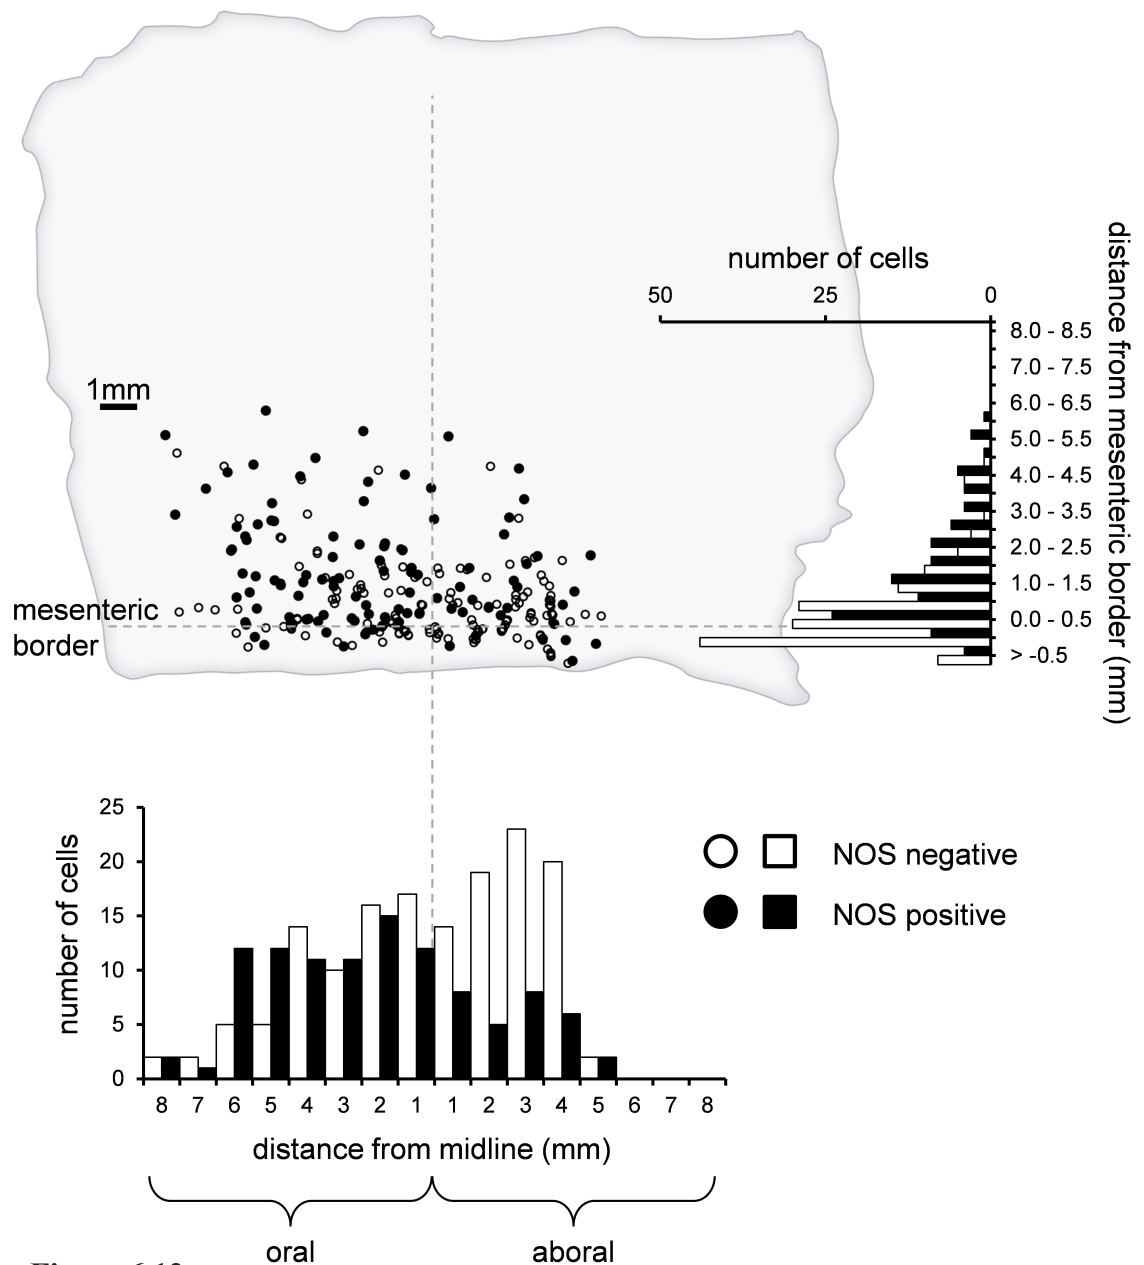 number of cells
50 25 0
8.0 - 8.5
7.0 - 7.5
6.0 - 6.5
5.0 - 5.5
4.0 - 4.5
3.0 - 3.5
2.0 - 2.5
1.0 - 1.5
0.0 - 0.5
> -0.5
distance from mesenteric border (mm)
1mm
mesenteric
border
25
20
15
10
5
0
number of cells
8 7 6 5 4 3 2 1 1 2 3 4 5 6 7 8
distance from midline (mm)
oral aboral
NOS negative
NOS positive